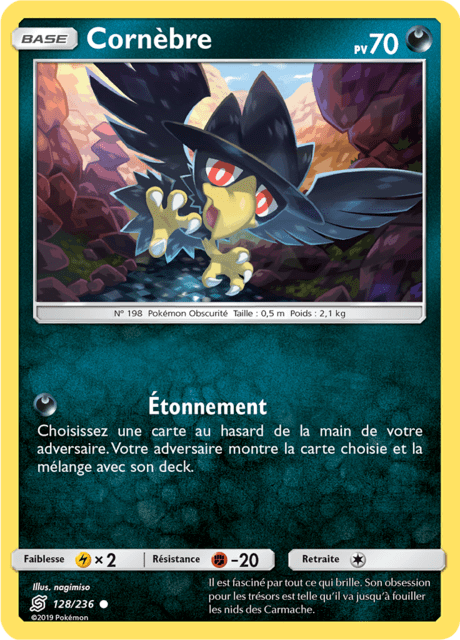 BASE Cornèbre PV70
N° 198 Pokémon Obscurité Taille : 0,5 m Poids : 2,1 kg
Étonnement
Choisissez une carte au hasard de la main de votre
adversaire. Votre adversaire montre la carte choisie et la
mélange avec son deck.
Faiblesse ×2 Résistance -20 Retraite
Illus. nagimiso
128/236
©2019 Pokémon
Il est fasciné par tout ce qui brille. Son obsession
pour les trésors est telle qu'il va jusqu'à fouiller
les nids des Carmache.